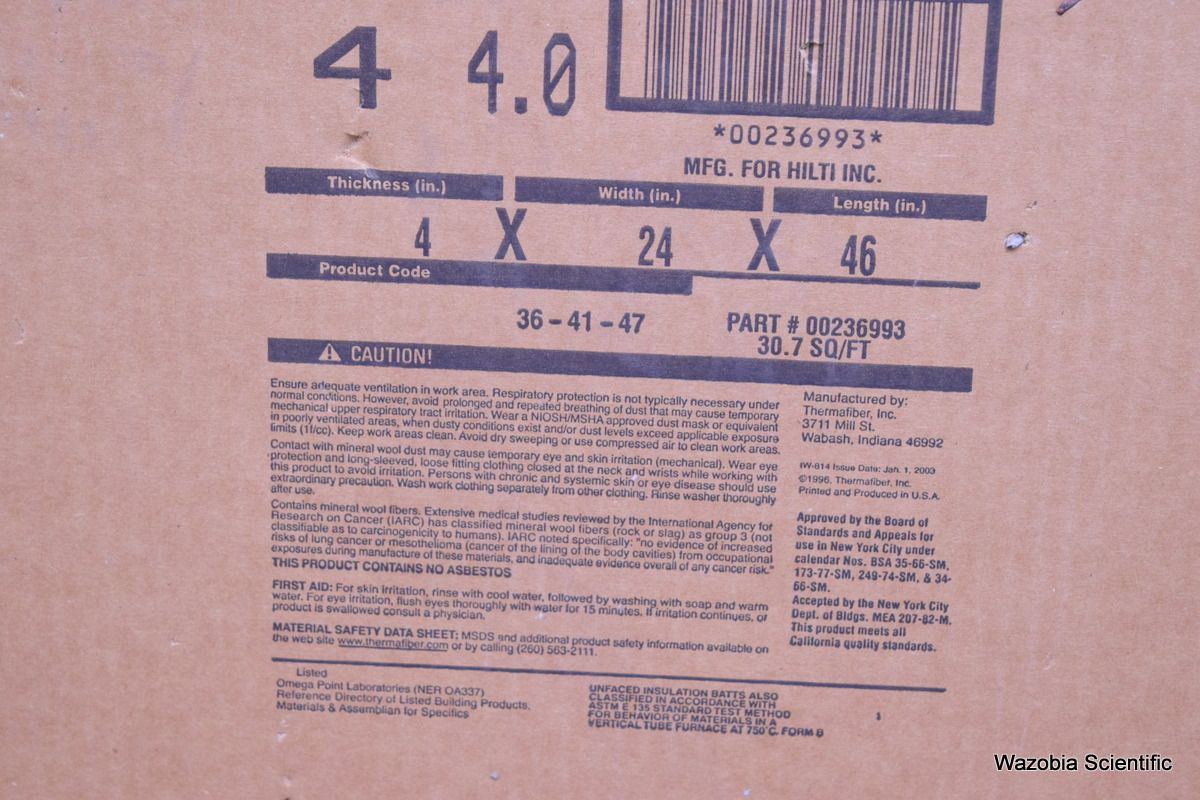 4 4.0
*00236993*
MFG. FOR HILTI INC.
Thickness (in.) Width (in.) Length (in.)
4 X 24 X 46
Product Code
36 – 41 – 47 PART # 00236993
30.7 SQ/FT
CAUTION!
Ensure adequate ventilation in work area. Respiratory protection is not typically necessary under
normal conditions. However, avoid prolonged and repeated breathing of dust that may cause temporary
mechanical upper respiratory tract irritation. Wear a NIOSH/MSHA approved dust mask or equivalent
in poorly ventilated areas, when dusty conditions exist and/or dust levels exceed applicable exposure
limits (1f/cc). Keep work areas clean. Avoid dry sweeping or use compressed air to clean work areas.
Contact with mineral wool dust may cause temporary eye and skin irritation (mechanical). Wear eye
protection and long-sleeved, loose fitting clothing closed at the neck and wrists while working with
this product to avoid irritation. Persons with chronic and systemic skin or eye disease should use
extraordinary precaution. Wash work clothing separately from other clothing. Rinse washer thoroughly
after use.
Contains mineral wool fibers. Extensive medical studies reviewed by the International Agency for
Research on Cancer (IARC) has classified mineral wool fibers (rock or slag) as group 3 (not
classifiable as to carcinogenicity to humans). IARC noted specifically: "no evidence of increased
risks of lung cancer or mesothelioma (cancer of the lining of the body cavities) from occupational
exposures during manufacture of these materials, and inadequate evidence overall of any cancer risk."
THIS PRODUCT CONTAINS NO ASBESTOS
FIRST AID: For skin irritation, rinse with cool water, followed by washing with soap and warm
water. For eye irritation, flush eyes thoroughly with water for 15 minutes. If irritation continues, or
product is swallowed consult a physician.
MATERIAL SAFETY DATA SHEET: MSDS and additional product safety information available on
the web site www.thermafiber.com or by calling (260) 563-2111.
Manufactured by:
Thermafiber, Inc.
3711 Mill St.
Wabash, Indiana 46992
IW-814 Issue Date: Jan. 1, 2003
©1996, Thermafiber, Inc.
Printed and Produced in U.S.A.
Approved by the Board of
Standards and Appeals for
use in New York City under
calendar Nos. BSA 35-66-SM,
173-77-SM, 249-74-SM, & 34-
66-SM.
Accepted by the New York City
Dept. of Bldgs. MEA 207-82-M.
This product meets all
California quality standards.
Listed
Omega Point Laboratories (NER OA337)
Reference Directory of Listed Building Products,
Materials & Assemblian for Specifics
UNFACED INSULATION BATTS ALSO
CLASSIFIED IN ACCORDANCE WITH
ASTM E 135 STANDARD TEST METHOD
FOR BEHAVIOR OF MATERIALS IN A
VERTICAL TUBE FURNACE AT 750°C. FORM B
Wazobia Scientific